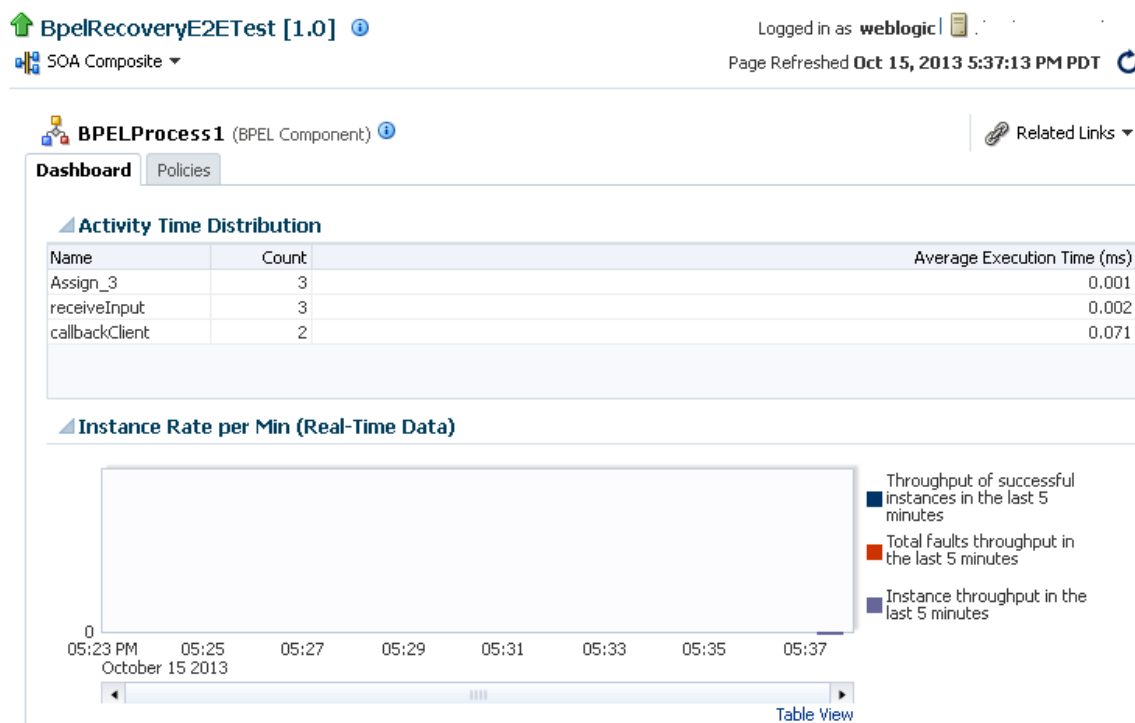 BpelRecoveryE2ETest [1.0]
Logged in as weblogic
SOA Composite
Page Refreshed Oct 15, 2013 5:37:13 PM PDT
BPELProcess1 (BPEL Component)
Related Links
Dashboard Policies
Activity Time Distribution
Name Count Average Execution Time (ms)
Assign_3 3 0.001
receiveInput 3 0.002
callbackClient 2 0.071
Instance Rate per Min (Real-Time Data)
Throughput of successful
instances in the last 5
minutes
Total faults throughput in
the last 5 minutes
Instance throughput in the
last 5 minutes
0
05:23 PM 05:25 05:27 05:29 05:31 05:33 05:35 05:37
October 15 2013
Table View